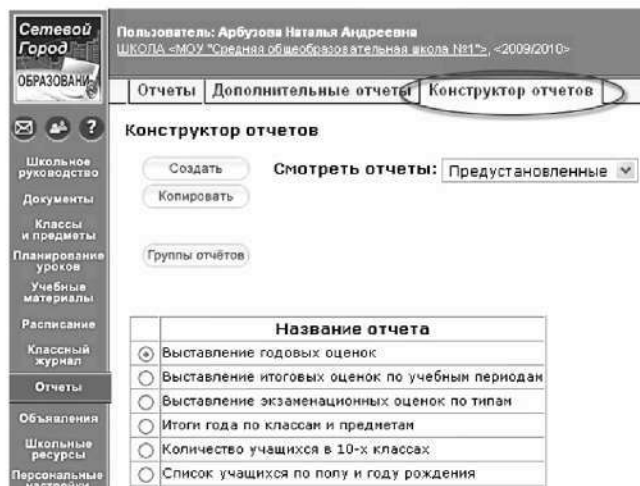 Сетевой
Город
ОБРАЗОВАНИ
Пользователь: Арбузова Наталья Андреевна
ШКОЛА <МОУ "Средняя общеобразовательная школа №1">, <2009/2010>
Отчеты
Дополнительные отчеты
Конструктор отчетов
?
Конструктор отчетов
Создать
Смотреть отчеты: Предустановленные
Копировать
Группы отчётов
Школьное
руководство
Документы
Классы
и предметы
Планирование
уроков
Учебные
материалы
Расписание
Классный
журнал
Отчеты
Объявления
Школьные
ресурсы
Персональные
настройки
Название отчета
Выставление годовых оценок
Выставление итоговых оценок по учебным периодам
Выставление экзаменационных оценок по типам
Итоги года по классам и предметам
Количество учащихся в 10-х классах
Список учащихся по полу и году рождения